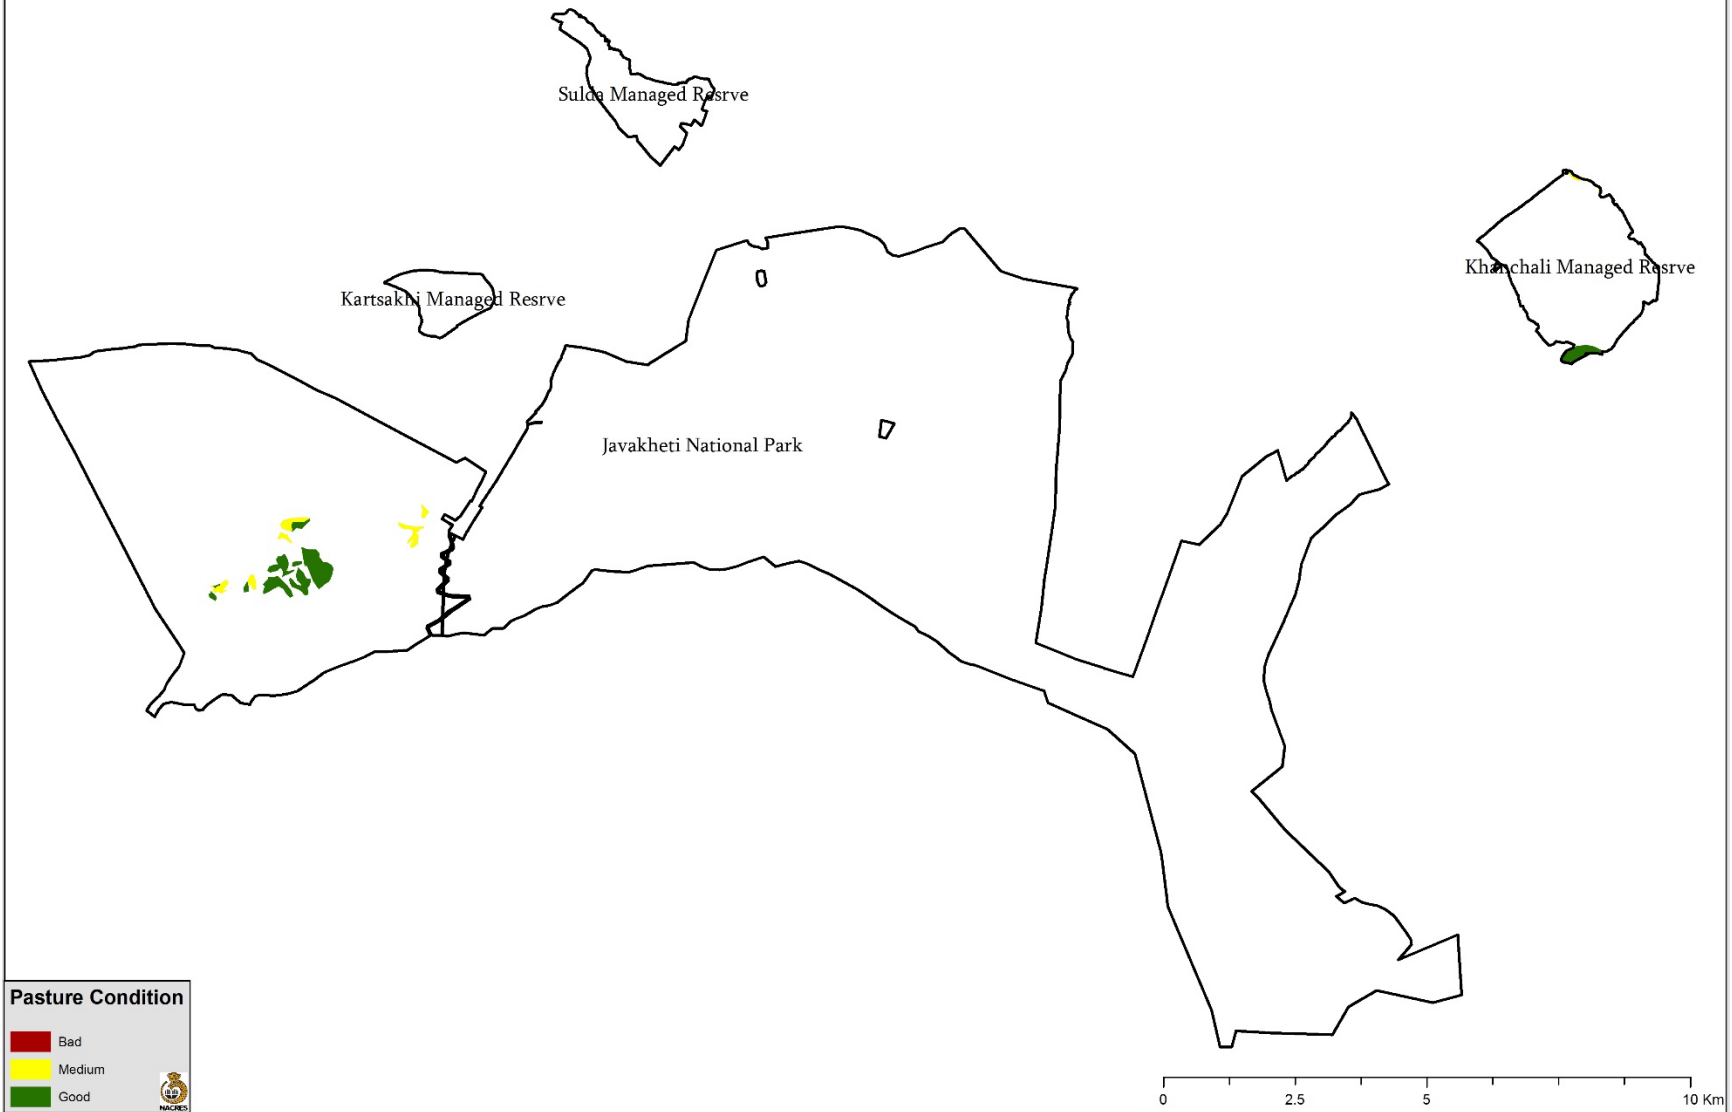 Sulda Managed Resrve
Khanchali Managed Resrve
Kartsakhi Managed Resrve
Javakheti National Park
Pasture Condition
Bad
Medium
Good
NACRES
0 2.5 5 10 Km